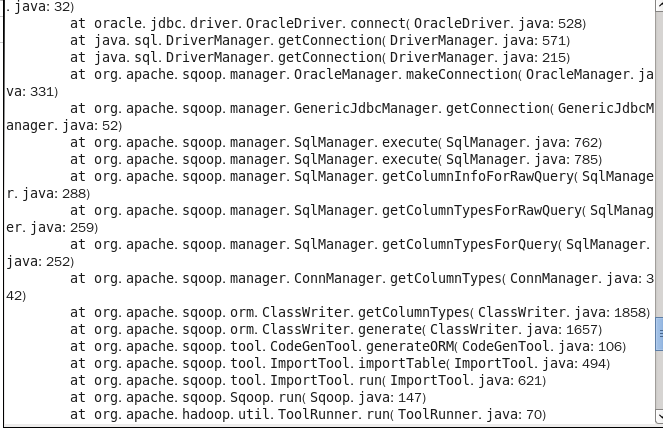 . java: 32)
at oracle. jdbc. driver. OracleDriver. connect( OracleDriver. java: 528)
at java. sql. DriverManager. getConnection( DriverManager. java: 571)
at java. sql. DriverManager. getConnection( DriverManager. java: 215)
at org. apache. sqoop. manager. OracleManager. makeConnection( OracleManager. ja
va: 331)
at org. apache. sqoop. manager. GenericJdbcManager. getConnection( GenericJdbcM
anager. java: 52)
at org. apache. sqoop. manager. SqlManager. execute( SqlManager. java: 762)
at org. apache. sqoop. manager. SqlManager. execute( SqlManager. java: 785)
at org. apache. sqoop. manager. SqlManager. getColumnInfoForRawQuery( SqlManage
r. java: 288)
at org. apache. sqoop. manager. SqlManager. getColumnTypesForRawQuery( SqlManag
er. java: 259)
at org. apache. sqoop. manager. SqlManager. getColumnTypesForQuery( SqlManager.
java: 252)
at org. apache. sqoop. manager. ConnManager. getColumnTypes( ConnManager. java: 3
42)
at org. apache. sqoop. orm. ClassWriter. getColumnTypes( ClassWriter. java: 1858)
at org. apache. sqoop. orm. ClassWriter. generate( ClassWriter. java: 1657)
at org. apache. sqoop. tool. CodeGenTool. generateORM( CodeGenTool. java: 106)
at org. apache. sqoop. tool. ImportTool. importTable( ImportTool. java: 494)
at org. apache. sqoop. tool. ImportTool. run( ImportTool. java: 621)
at org. apache. sqoop. Sqoop. run( Sqoop. java: 147)
at org. apache. hadoop. util. ToolRunner. run( ToolRunner. java: 70)